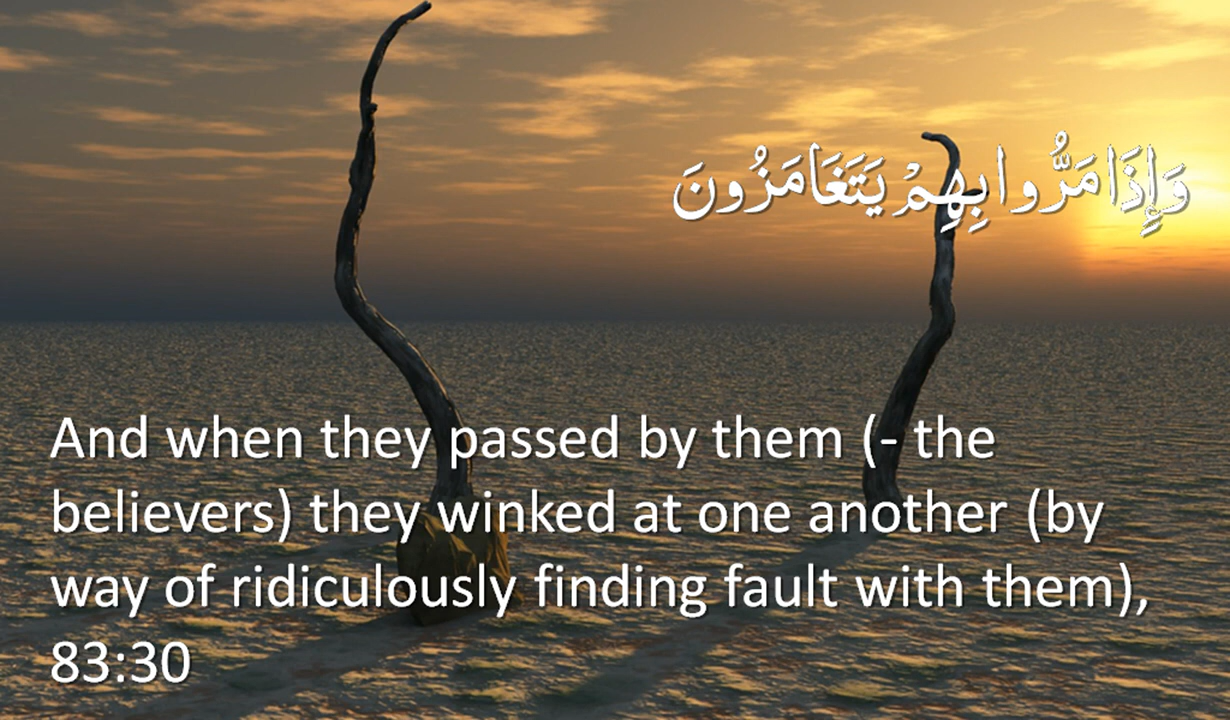 وَإِذَا مَرُّوا بِهِمْ يَتَغَامَزُونَ
And when they passed by them (- the
believers) they winked at one another (by
way of ridiculously finding fault with them),
83:30